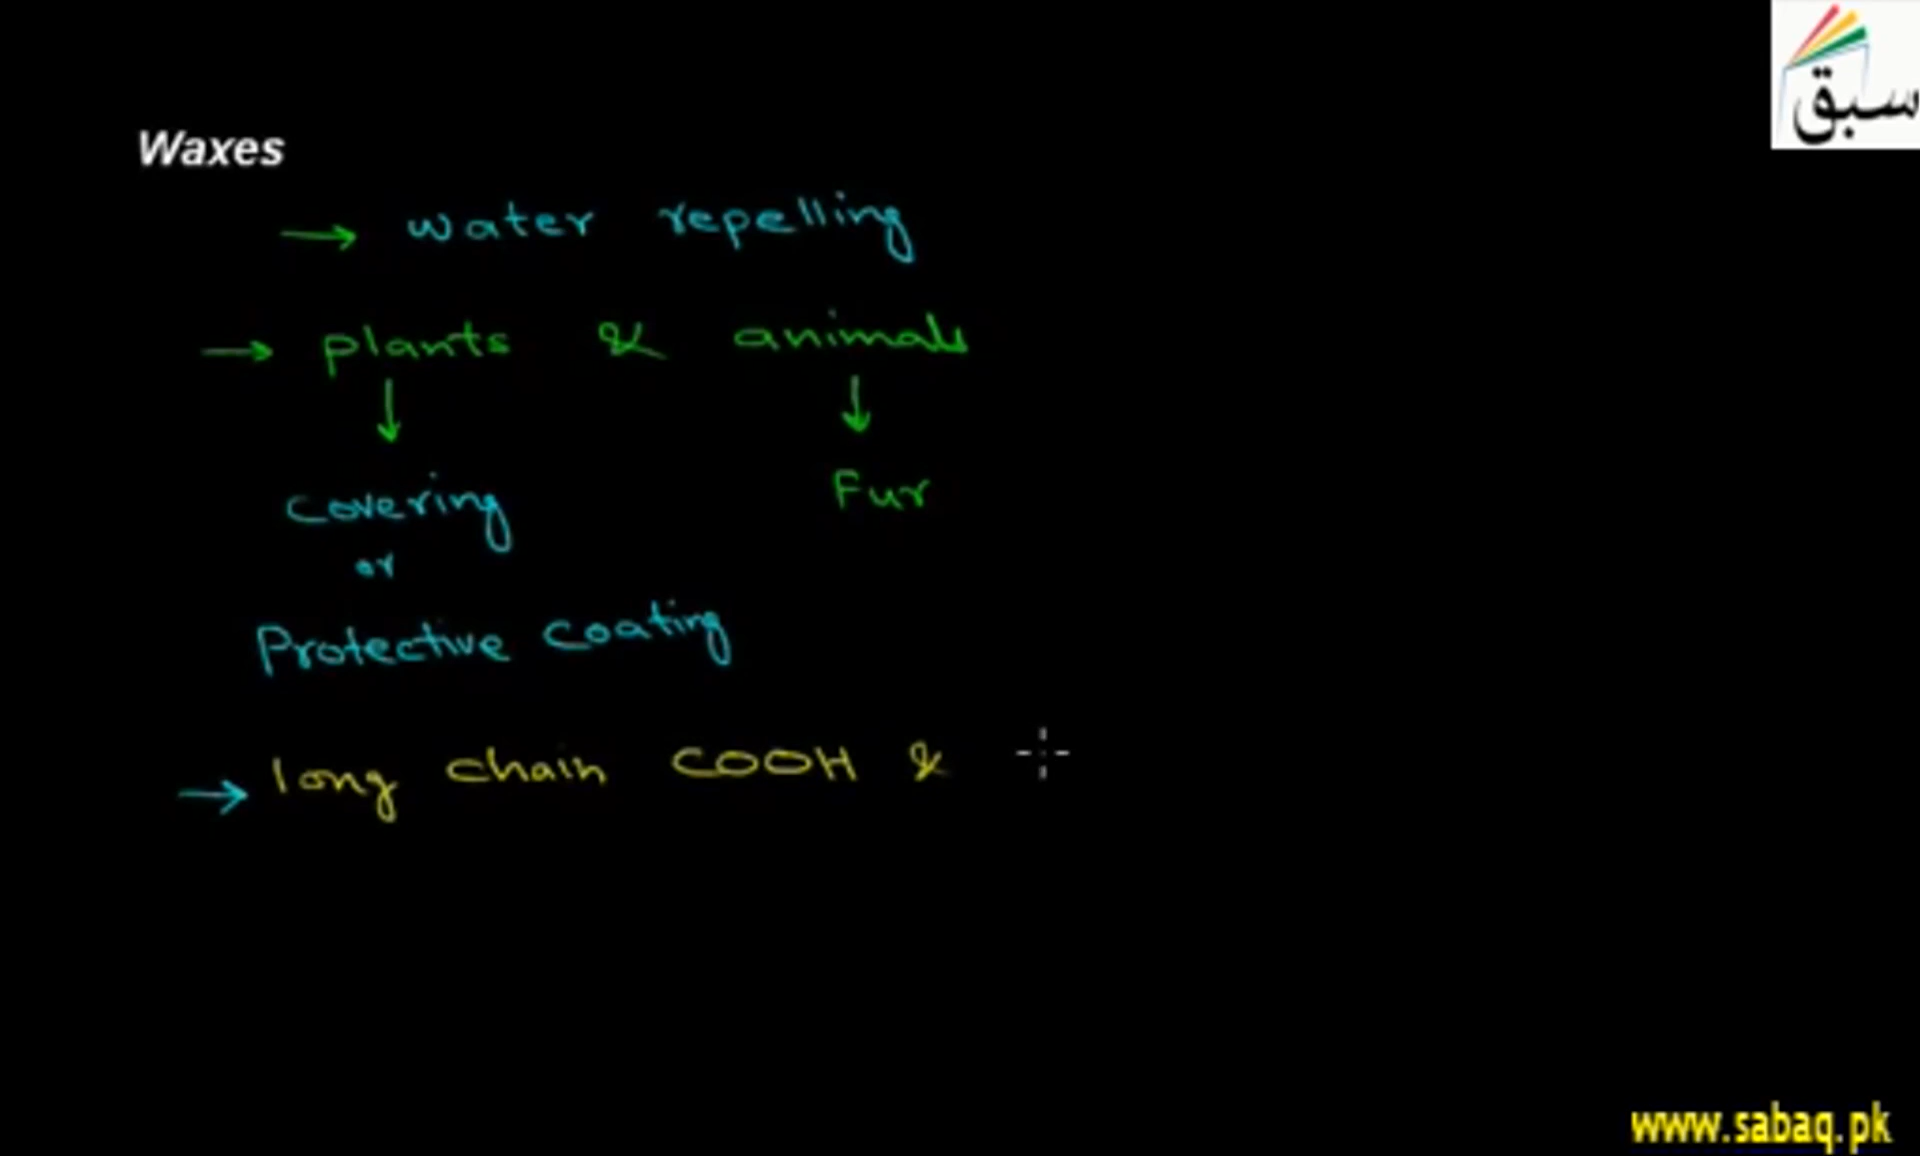 سبق
Waxes
→ water repelling
→ plants & animals
↓ ↓
Covering Fur
or
Protective coating
→ long chain COOH &
www.sabaq.pk